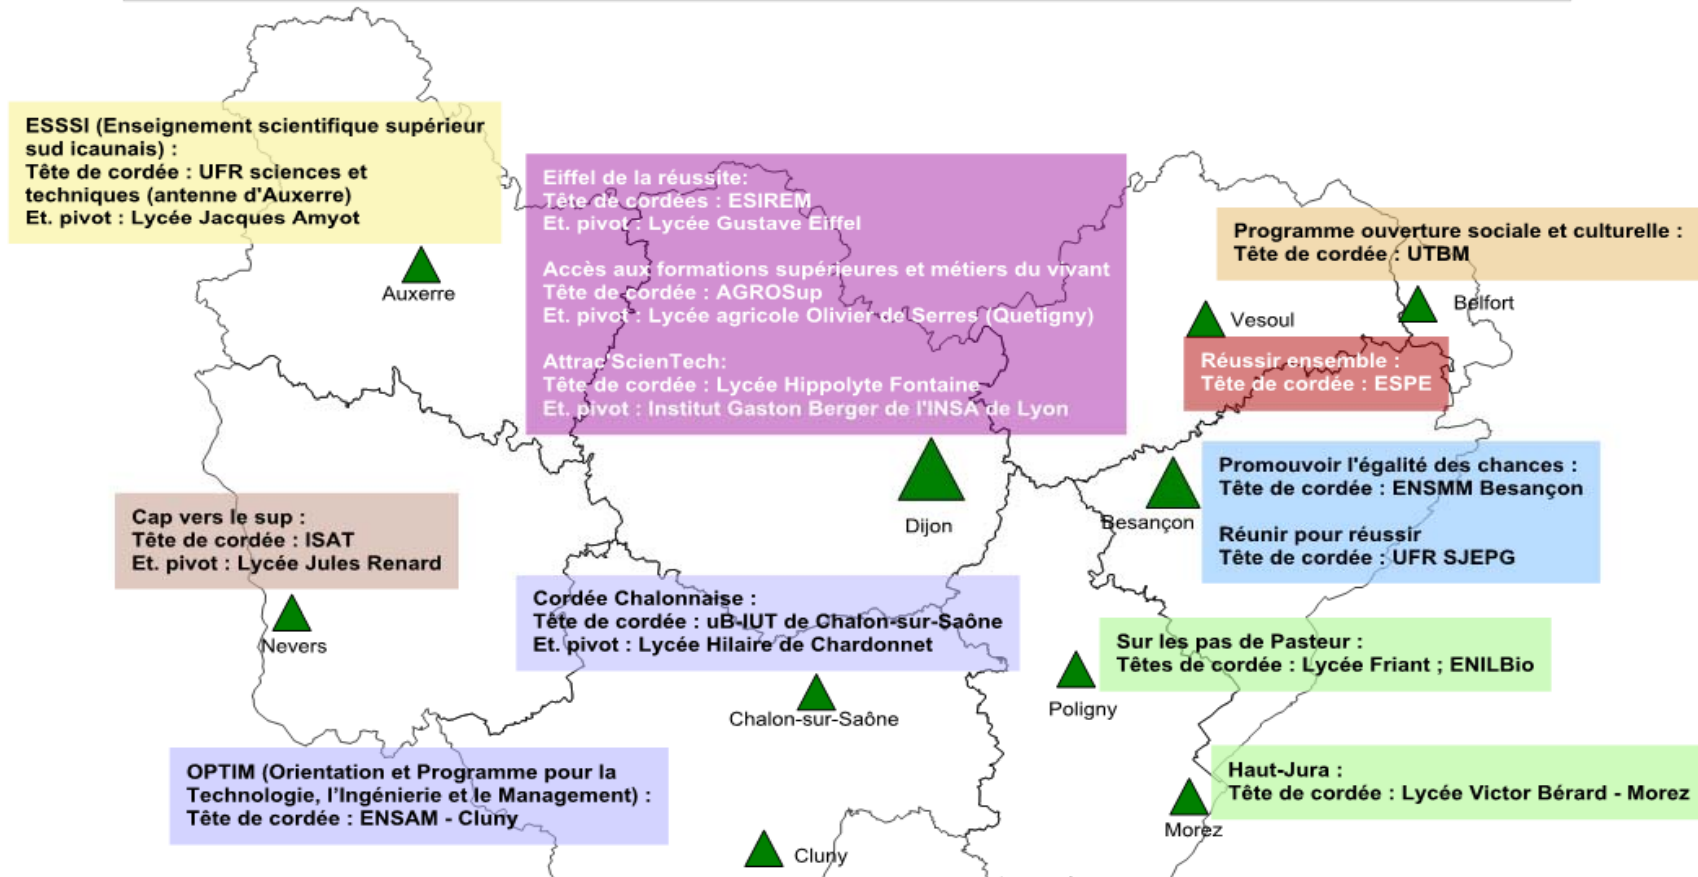 ESSSI (Enseignement scientifique supérieur
sud icaunais) :
Tête de cordée : UFR sciences et
techniques (antenne d'Auxerre)
Et. pivot : Lycée Jacques Amyot
Auxerre
Eiffel de la réussite:
Tête de cordées : ESIREM
Et. pivot : Lycée Gustave Eiffel
Accès aux formations supérieures et métiers du vivant
Tête de cordée : AGROSup
Et. pivot : Lycée agricole Olivier de Serres (Quetigny)
Attrac'ScienTech:
Tête de cordée : Lycée Hippolyte Fontaine
Et. pivot : Institut Gaston Berger de l'INSA de Lyon
Dijon
Programme ouverture sociale et culturelle :
Tête de cordée : UTBM
Belfort
Vesoul
Réussir ensemble :
Tête de cordée : ESPE
Promouvoir l'égalité des chances :
Tête de cordée : ENSMM Besançon
Réunir pour réussir
Tête de cordée : UFR SJEPG
Besançon
Cap vers le sup :
Tête de cordée : ISAT
Et. pivot : Lycée Jules Renard
Nevers
Cordée Chalonnaise :
Tête de cordée : uB-IUT de Chalon-sur-Saône
Et. pivot : Lycée Hilaire de Chardonnet
Chalon-sur-Saône
Sur les pas de Pasteur :
Têtes de cordée : Lycée Friant ; ENILBio
Poligny
OPTIM (Orientation et Programme pour la
Technologie, l'Ingénierie et le Management) :
Tête de cordée : ENSAM - Cluny
Cluny
Haut-Jura :
Tête de cordée : Lycée Victor Bérard - Morez
Morez